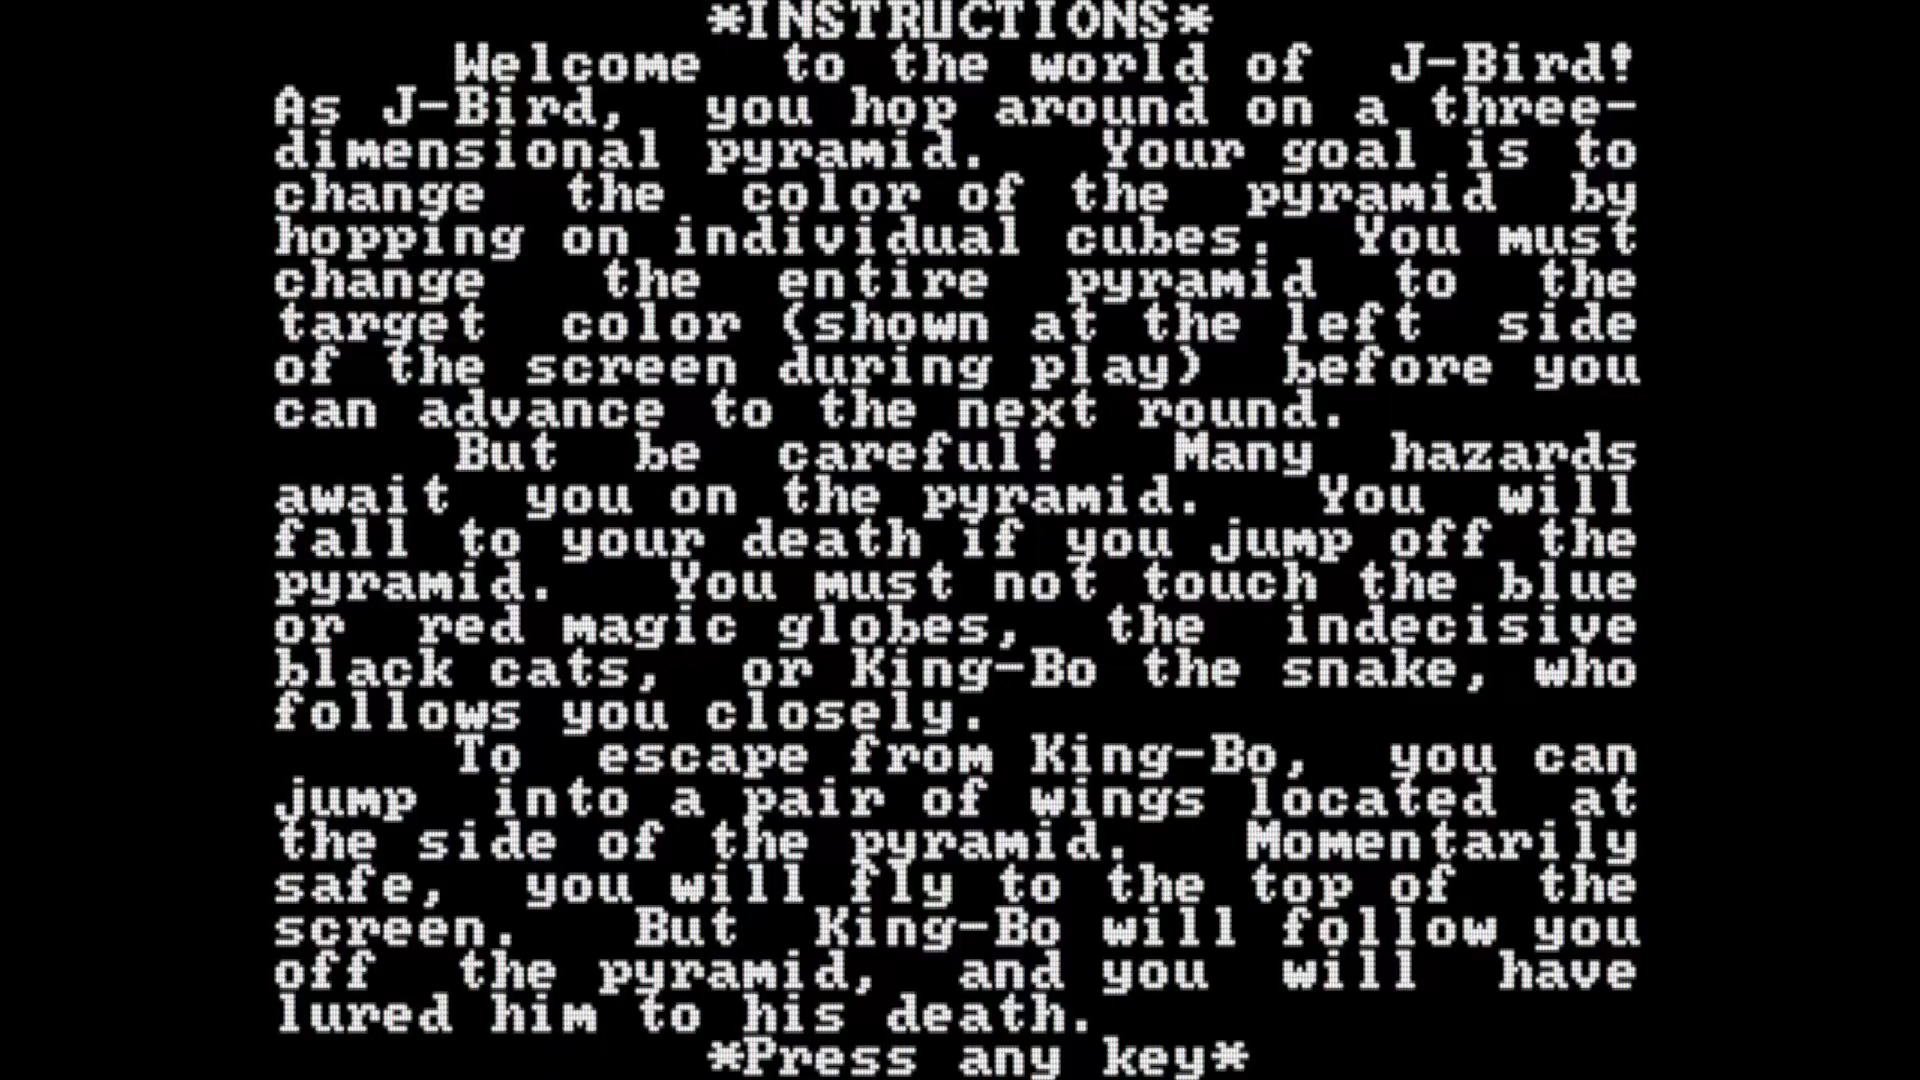 *INSTRUCTIONS*
Welcome to the world of J-Bird!
As J-Bird, you hop around on a three-
dimensional pyramid. Your goal is to
change the color of the pyramid by
hopping on individual cubes. You must
change the entire pyramid to the
target color (shown at the left side
of the screen during play) before you
can advance to the next round.
But be careful! Many hazards
await you on the pyramid. You will
fall to your death if you jump off the
pyramid. You must not touch the blue
or red magic globes, the indecisive
black cats, or King-Bo the snake, who
follows you closely.
To escape from King-Bo, you can
jump into a pair of wings located at
the side of the pyramid. Momentarily
safe, you will fly to the top of the
screen. But King-Bo will follow you
off the pyramid, and you will have
lured him to his death.
*Press any key*